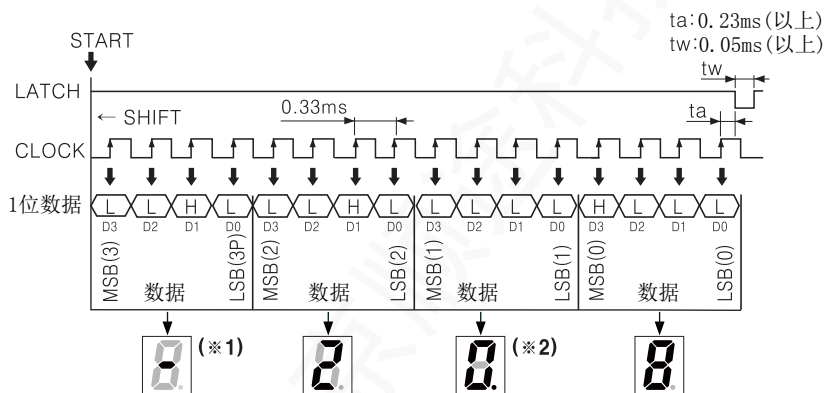 ta:0.23ms(以上)
tw:0.05ms(以上)
START
tw
LATCH
← SHIFT
0.33ms
ta
CLOCK
1位数据
L L H L L L H L L L L L H L L L
D3 D2 D1 D0 D3 D2 D1 D0 D3 D2 D1 D0 D3 D2 D1 D0
MSB(3) 数据 LSB(3P) MSB(2) 数据 LSB(2) MSB(1) 数据 LSB(1) MSB(0) 数据 LSB(0)
- (※1) 2 0. (※2) 8